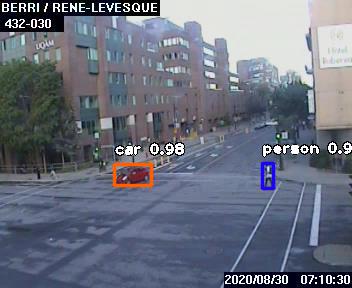 BERRI / RENE-LEVESQUE
432-030
UQAM
Hotel
car 0.98
person 0.9
2020/08/30 07:10:30